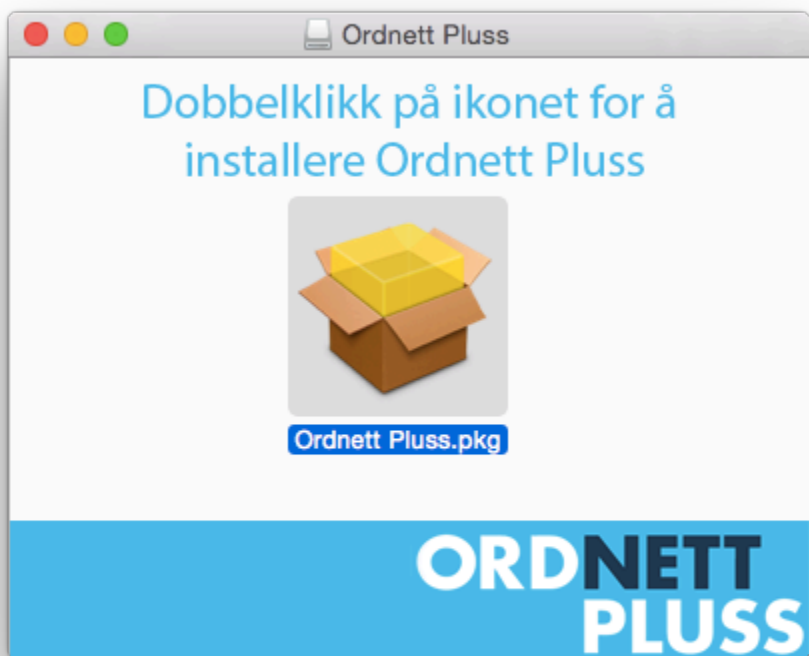 Ordnett Pluss
Dobbelklikk på ikonet for å
installere Ordnett Pluss
Ordnett Pluss.pkg
ORDNETT
PLUSS